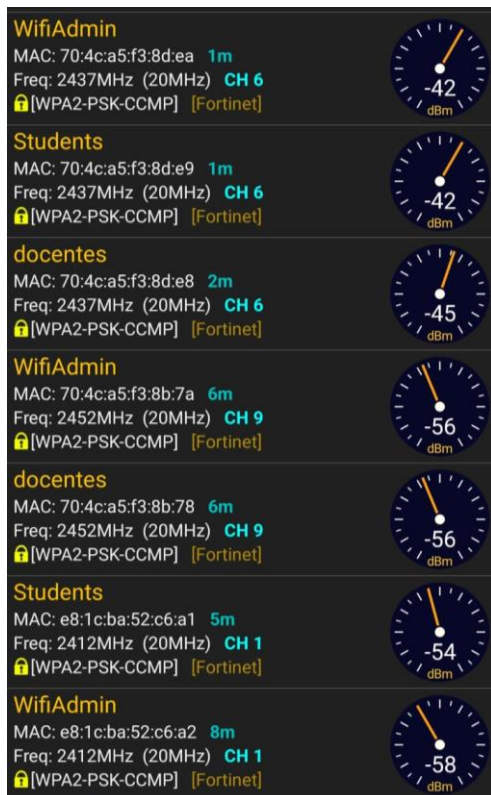 WifiAdmin
MAC: 70:4c:a5:f3:8d:ea 1m
Freq: 2437MHz (20MHz) CH 6
[WPA2-PSK-CCMP] [Fortinet]
-42
dBm
Students
MAC: 70:4c:a5:f3:8d:e9 1m
Freq: 2437MHz (20MHz) CH 6
[WPA2-PSK-CCMP] [Fortinet]
-42
dBm
docentes
MAC: 70:4c:a5:f3:8d:e8 2m
Freq: 2437MHz (20MHz) CH 6
[WPA2-PSK-CCMP] [Fortinet]
-45
dBm
WifiAdmin
MAC: 70:4c:a5:f3:8b:7a 6m
Freq: 2452MHz (20MHz) CH 9
[WPA2-PSK-CCMP] [Fortinet]
-56
dBm
docentes
MAC: 70:4c:a5:f3:8b:78 6m
Freq: 2452MHz (20MHz) CH 9
[WPA2-PSK-CCMP] [Fortinet]
-56
dBm
Students
MAC: e8:1c:ba:52:c6:a1 5m
Freq: 2412MHz (20MHz) CH 1
[WPA2-PSK-CCMP] [Fortinet]
-54
dBm
WifiAdmin
MAC: e8:1c:ba:52:c6:a2 8m
Freq: 2412MHz (20MHz) CH 1
[WPA2-PSK-CCMP] [Fortinet]
-58
dBm